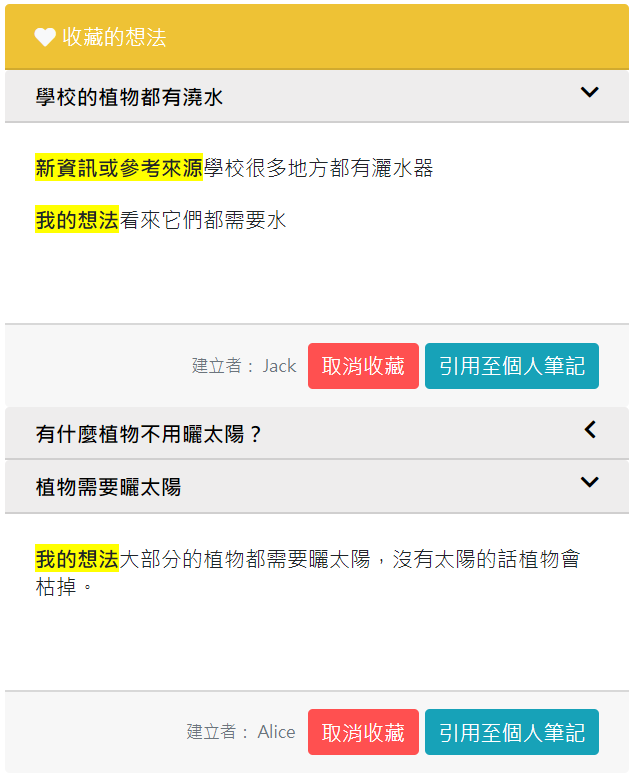 收藏的想法
學校的植物都有澆水
新資訊或參考來源學校很多地方都有灑水器
我的想法看來它們都需要水
建立者： Jack 取消收藏 引用至個人筆記
有什麼植物不用曬太陽？
植物需要曬太陽
我的想法大部分的植物都需要曬太陽，沒有太陽的話植物會
枯掉。
建立者： Alice 取消收藏 引用至個人筆記